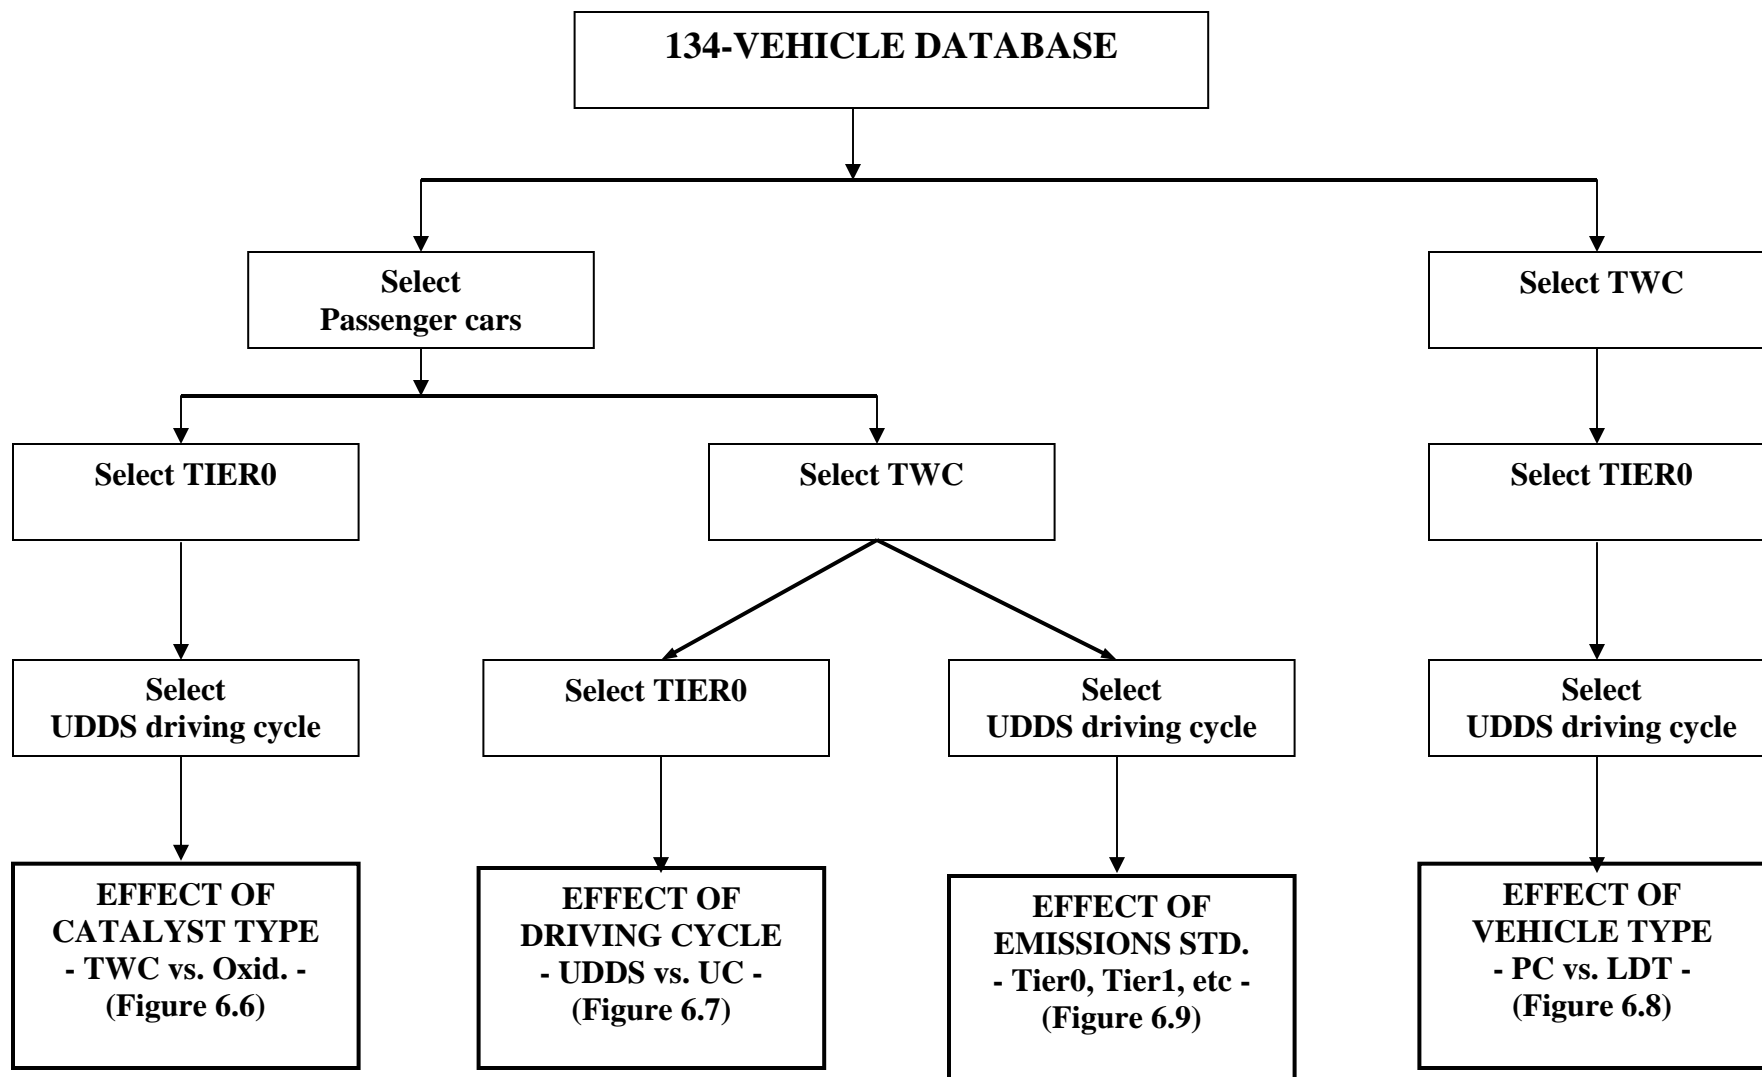 134-VEHICLE DATABASE
Select
Passenger cars
Select TWC
Select TIER0
Select TWC
Select TIER0
Select
UDDS driving cycle
Select TIER0
Select
UDDS driving cycle
Select
UDDS driving cycle
EFFECT OF
CATALYST TYPE
- TWC vs. Oxid. -
(Figure 6.6)
EFFECT OF
DRIVING CYCLE
- UDDS vs. UC -
(Figure 6.7)
EFFECT OF
EMISSIONS STD.
- Tier0, Tier1, etc -
(Figure 6.9)
EFFECT OF
VEHICLE TYPE
- PC vs. LDT -
(Figure 6.8)